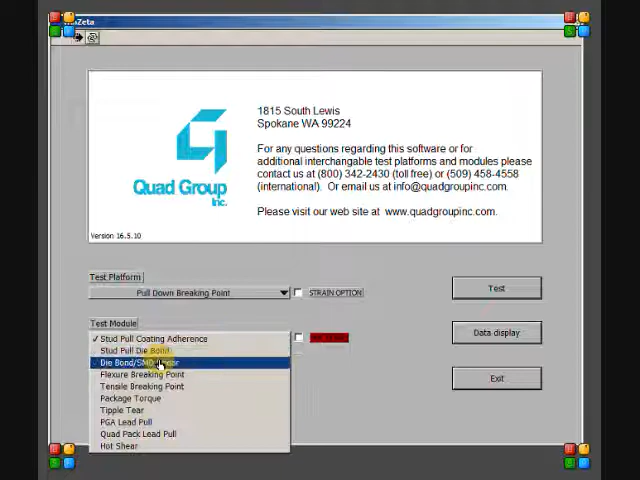 Zeta
1815 South Lewis
Spokane WA 99224
For any questions regarding this software or for
additional interchangable test platforms and modules please
contact us at (800) 342-2430 (toll free) or (509) 458-4558
(international). Or email us at info@quadgroupinc.com.
Please visit our web site at www.quadgroupinc.com.
Quad Group
Inc.
Version 16.5.10
Test Platform
Pull Down Breaking Point
STRAIN OPTION
Test
Test Module
Stud Pull Coating Adherence
Data display
Stud Pull Die Bond
Die Bond/SMD Shear
Flexure Breaking Point
Exit
Tensile Breaking Point
Package Torque
Tipple Tear
PGA Lead Pull
Quad Pack Lead Pull
Hot Shear